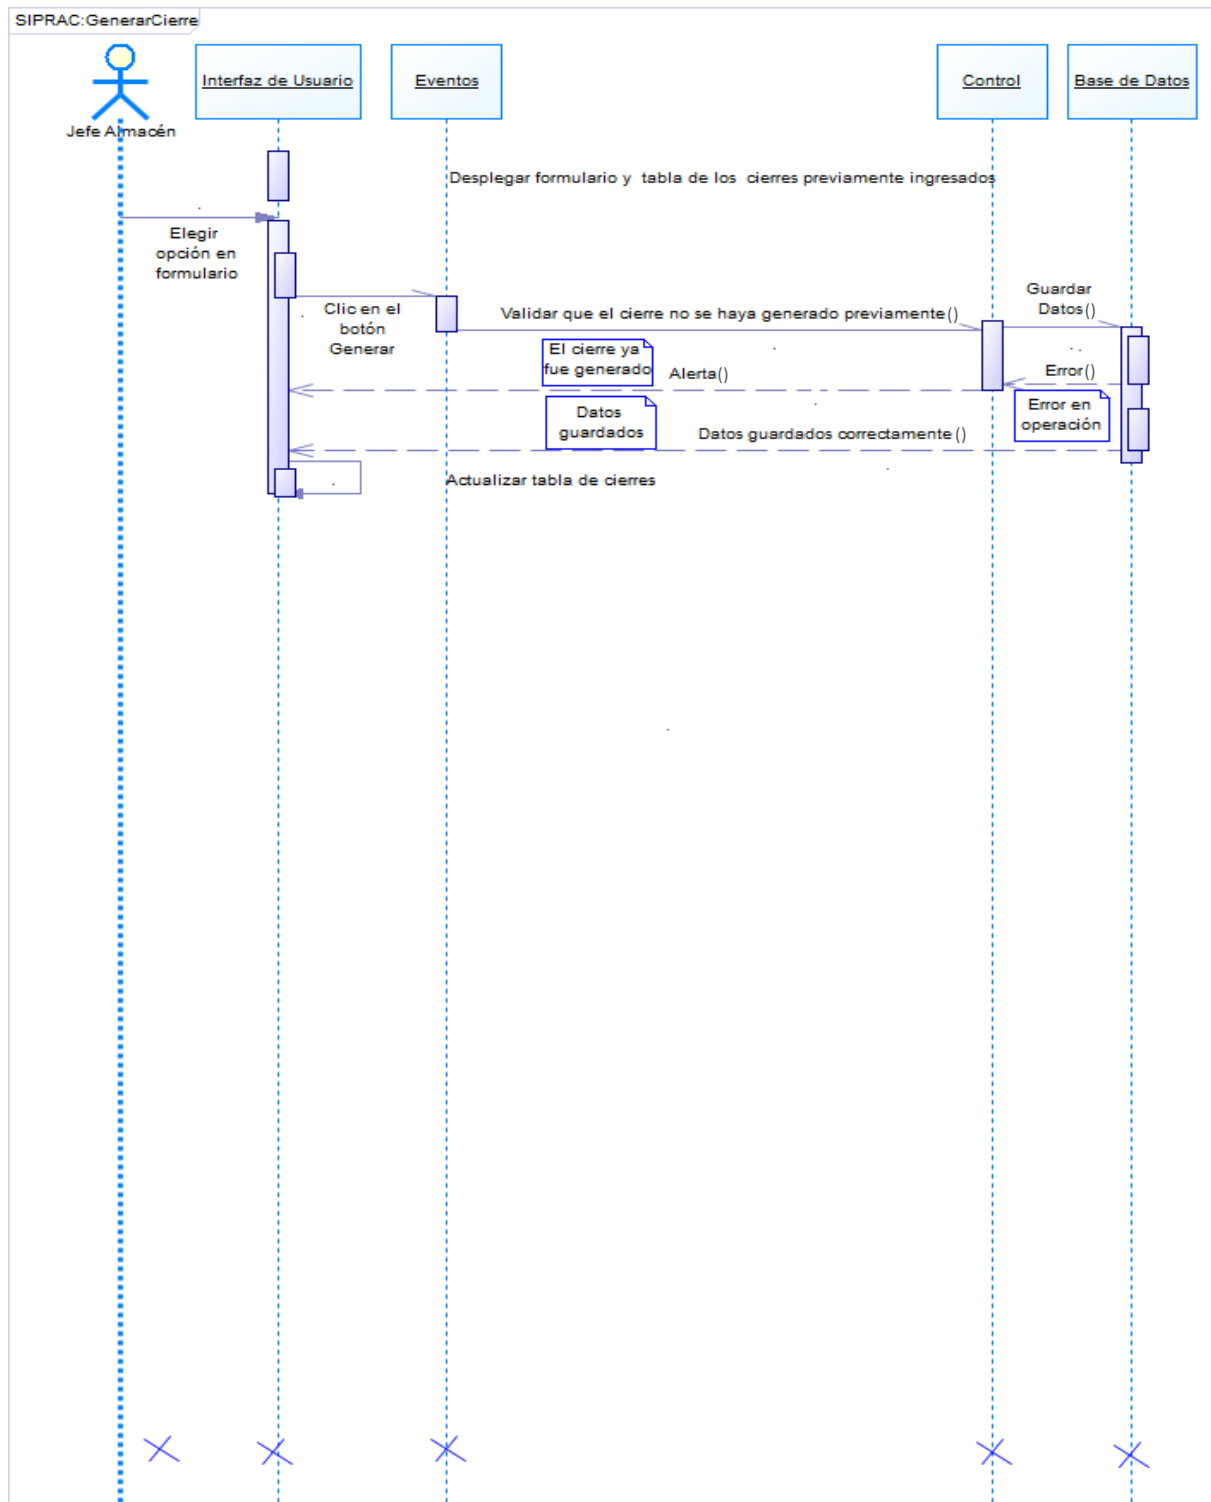 SIPRAC:GenerarCierre
Interfaz de Usuario
Eventos
Control
Base de Datos
Jefe Almacén
Desplegar formulario y tabla de los cierres previamente ingresados
Elegir
opción en
formulario
Clic en el
botón
Generar
Validar que el cierre no se haya generado previamente()
Guardar
Datos()
El cierre ya
fue generado
Alerta()
Error()
Error en
operación
Datos
guardados
Datos guardados correctamente()
Actualizar tabla de cierres